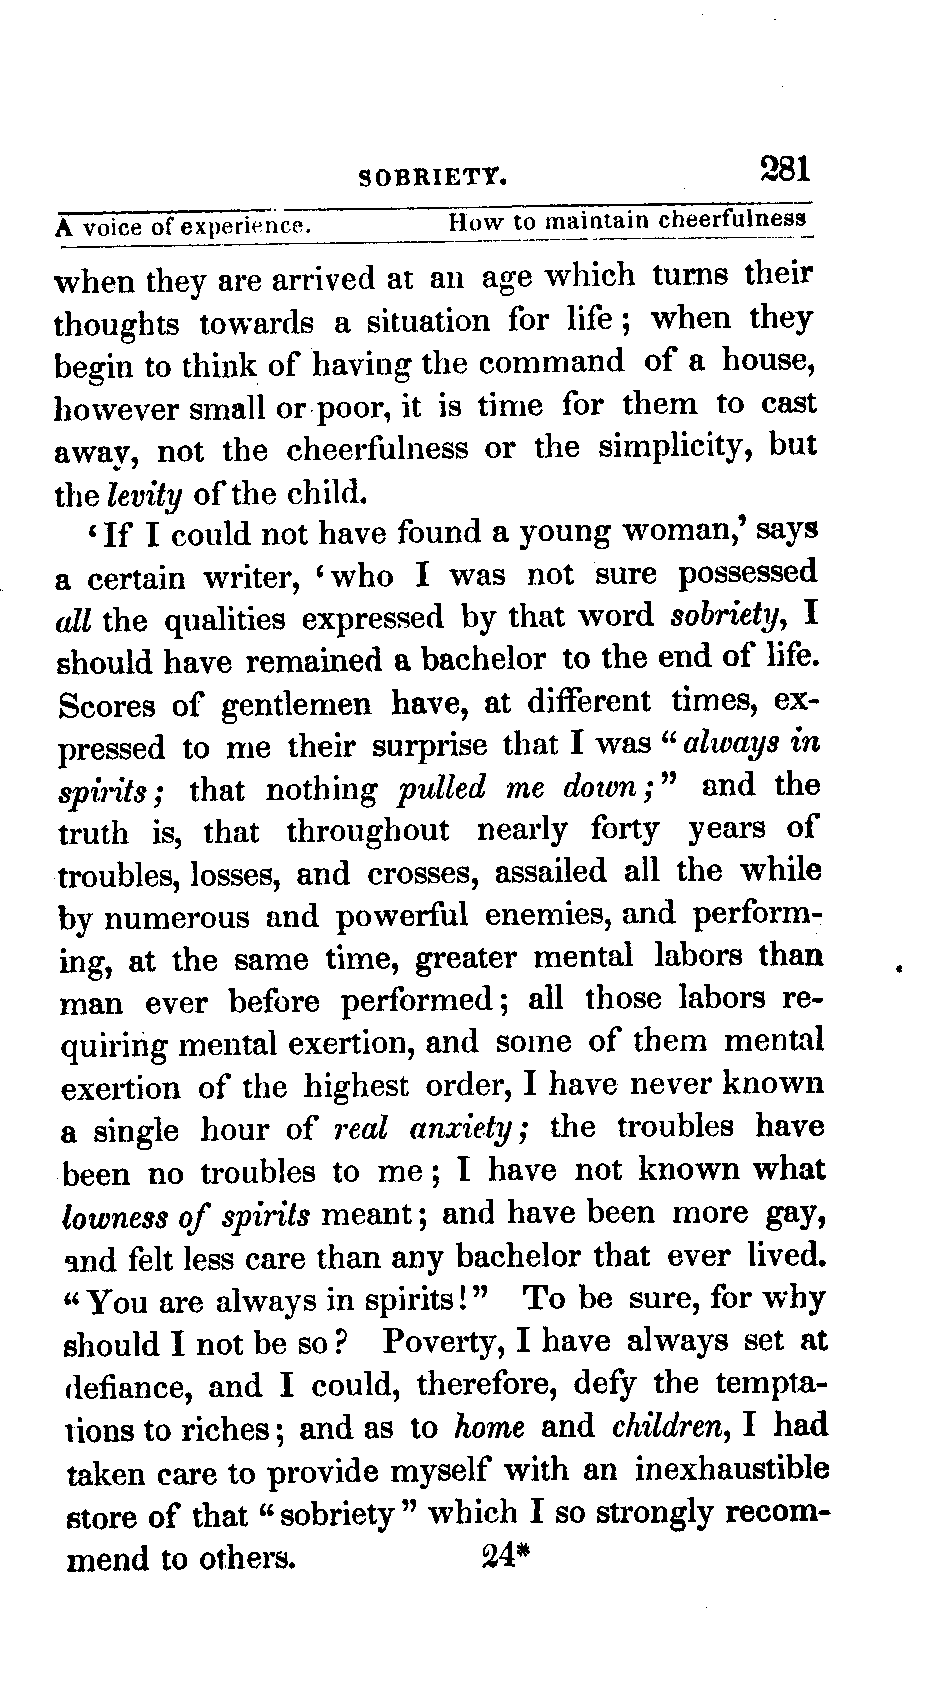 SOBRIETY. 281
A voice of experience. How to maintain cheerfulness
when they are arrived at an age which turns their
thoughts towards a situation for life; when they
begin to think of having the command of a house,
however small or poor, it is time for them to cast
away, not the cheerfulness or the simplicity, but
the levity of the child.
‘If I could not have found a young woman,’ says
a certain writer, ‘who I was not sure possessed
all the qualities expressed by that word sobriety, I
should have remained a bachelor to the end of life.
Scores of gentlemen have, at different times, ex-
pressed to me their surprise that I was “always in
spirits; that nothing pulled me down;” and the
truth is, that throughout nearly forty years of
troubles, losses, and crosses, assailed all the while
by numerous and powerful enemies, and perform-
ing, at the same time, greater mental labors than
man ever before performed; all those labors re-
quiring mental exertion, and some of them mental
exertion of the highest order, I have never known
a single hour of real anxiety; the troubles have
been no troubles to me; I have not known what
lowness of spirits meant; and have been more gay,
and felt less care than any bachelor that ever lived.
“You are always in spirits!” To be sure, for why
should I not be so? Poverty, I have always set at
defiance, and I could, therefore, defy the tempta-
tions to riches; and as to home and children, I had
taken care to provide myself with an inexhaustible
store of that “sobriety” which I so strongly recom-
mend to others. 24*